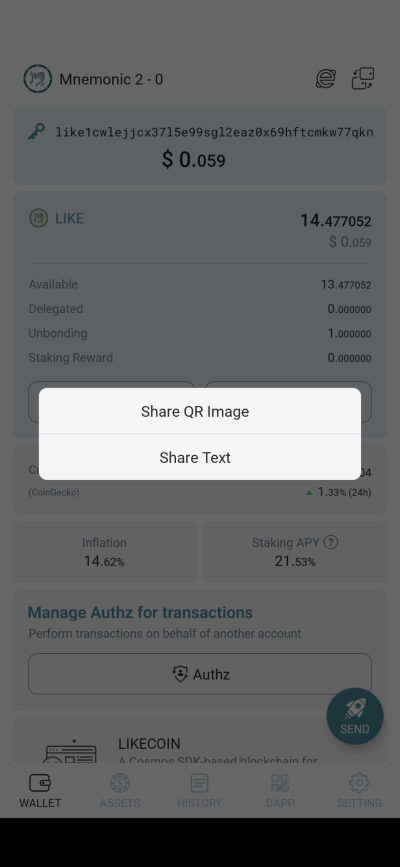 Mnemonic 2 - 0
like1cwlejjcx37l5e99sgl2eaz0x69hftcmkw77qkn
$ 0.059
LIKE
14.477052
$ 0.059
Available
13.477052
Delegated
0.000000
Unbonding
1.000000
Staking Reward
0.000000
Share QR Image
Share Text
(CoinGecko)
1.33% (24h)
Inflation
14.62%
Staking APY ?
21.53%
Manage Authz for transactions
Perform transactions on behalf of another account
Authz
SEND
LIKECOIN
A Cosmos SDK-based blockchain for
WALLET
ASSETS
HISTORY
DAPP
SETTING